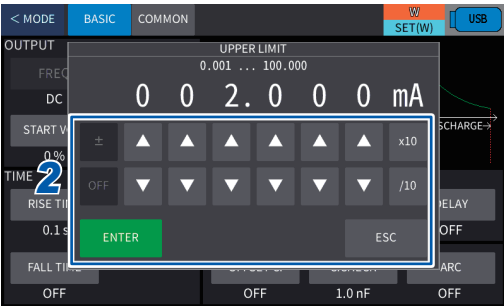 < MODE BASIC COMMON W SET(W) USB
OUTPUT
UPPER LIMIT
0.001 ... 100.000
FREQ
DC
0 0 2. 0 0 0 mA
START V
SCHARGE→
0 %
± ▲ ▲ ▲ ▲ ▲ ▲ x10
OFF ▼ ▼ ▼ ▼ ▼ ▼ /10
TIME
2
RISE TI
DELAY
0.1 s
ENTER ESC
OFF
FALL TIME
ARC
OFF OFF 1.0 nF OFF